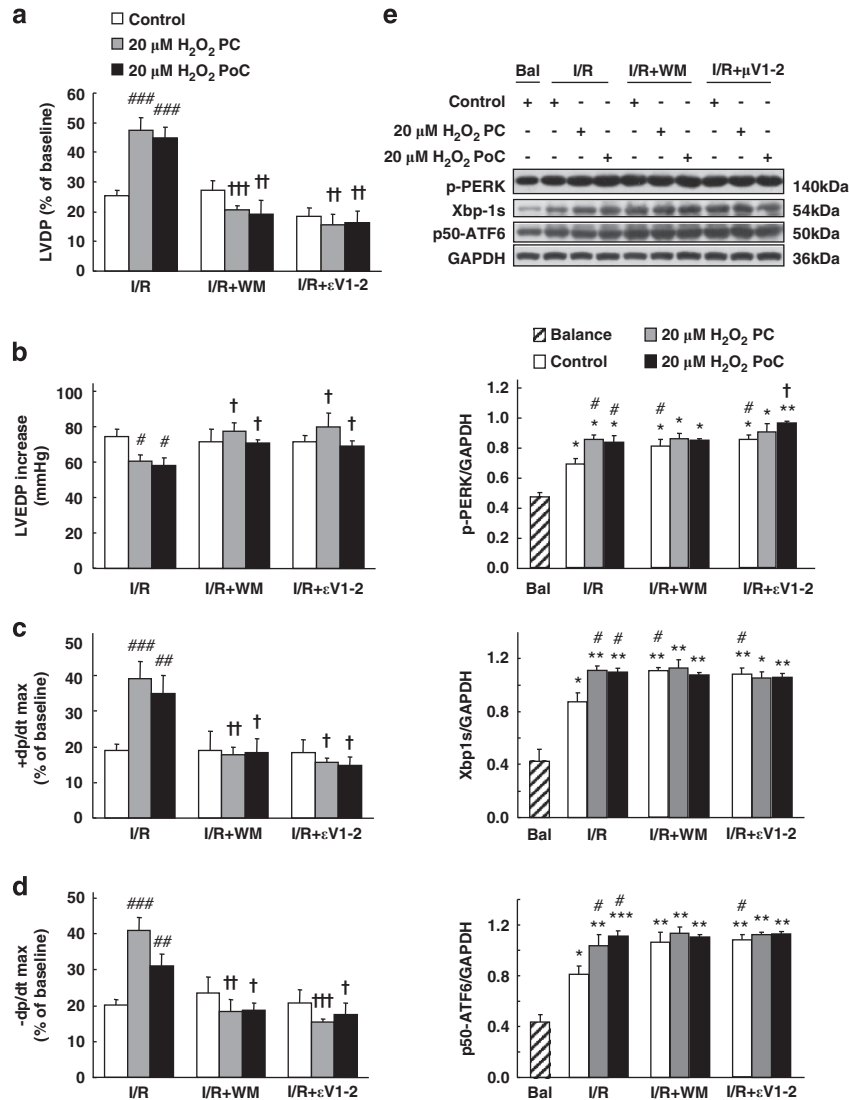 a
Control
20 μM H2O2 PC
20 μM H2O2 PoC
LVDP (% of baseline)
60
50
40
30
20
10
0
### ###
††† ††
†† ††
I/R I/R+WM I/R+εV1-2
b
LVEDP increase
(mmHg)
100
80
60
40
20
0
# #
† †
† †
I/R I/R+WM I/R+εV1-2
c
+dp/dt max
(% of baseline)
50
40
30
20
10
0
### ##
†† †
† †
I/R I/R+WM I/R+εV1-2
d
-dp/dt max
(% of baseline)
50
40
30
20
10
0
### ##
†† †
††† †
I/R I/R+WM I/R+εV1-2
e
Bal I/R I/R+WM I/R+μV1-2
Control + + - - + - - + - -
20 μM H2O2 PC - - + - - + - - + -
20 μM H2O2 PoC - - - + - - + - - +
p-PERK 140kDa
Xbp-1s 54kDa
p50-ATF6 50kDa
GAPDH 36kDa
Balance 20 μM H2O2 PC
Control 20 μM H2O2 PoC
p-PERK/GAPDH
1.2
0.8
0.6
0.4
0.2
0.0
# # # # †
* * * * * * * * **
Bal I/R I/R+WM I/R+εV1-2
Xbp1s/GAPDH
1.2
0.8
0.4
0.0
# # # #
* ** ** ** ** ** ** * **
Bal I/R I/R+WM I/R+εV1-2
p50-ATF6/GAPDH
1.2
0.8
0.4
0.0
# # #
* ** *** ** ** ** ** ** **
Bal I/R I/R+WM I/R+εV1-2